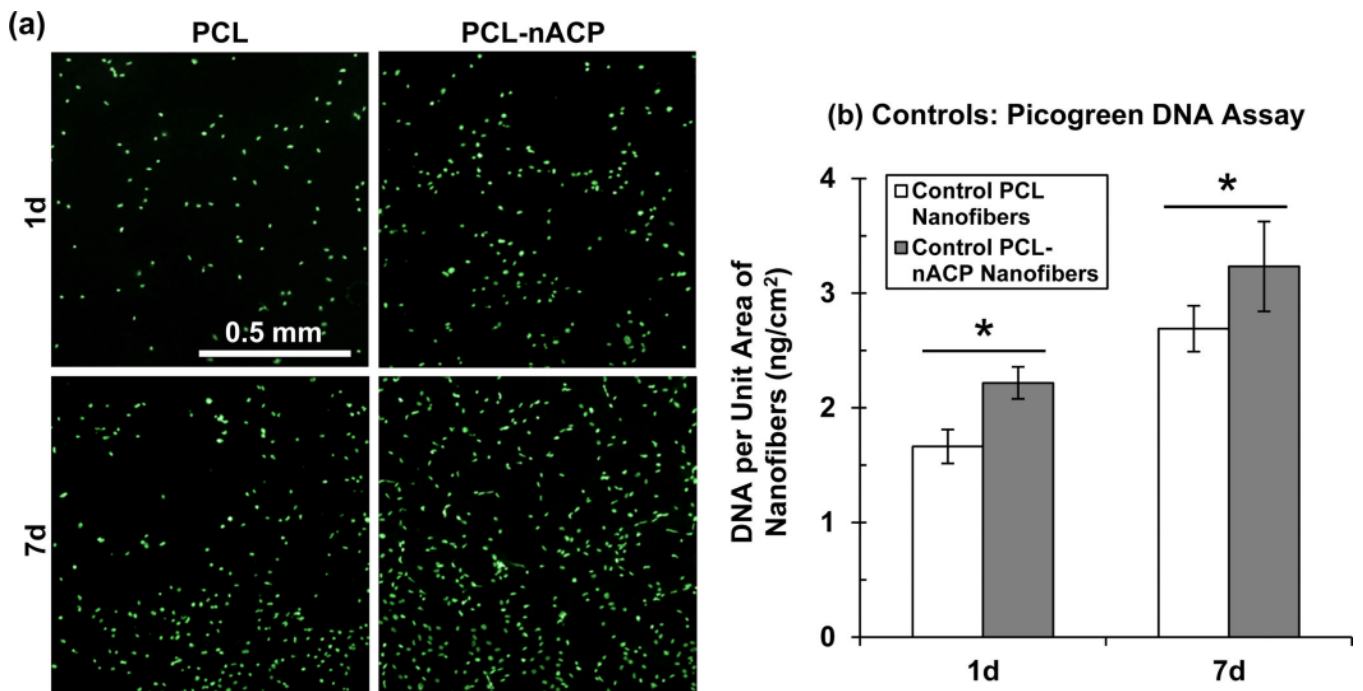 (a)
PCL
PCL-nACP
1d
0.5 mm
7d
(b) Controls: Picogreen DNA Assay
DNA per Unit Area of
Nanofibers (ng/cm²)
4
3
2
1
0
Control PCL
Nanofibers
Control PCL-
nACP Nanofibers
*
*
1d
7d